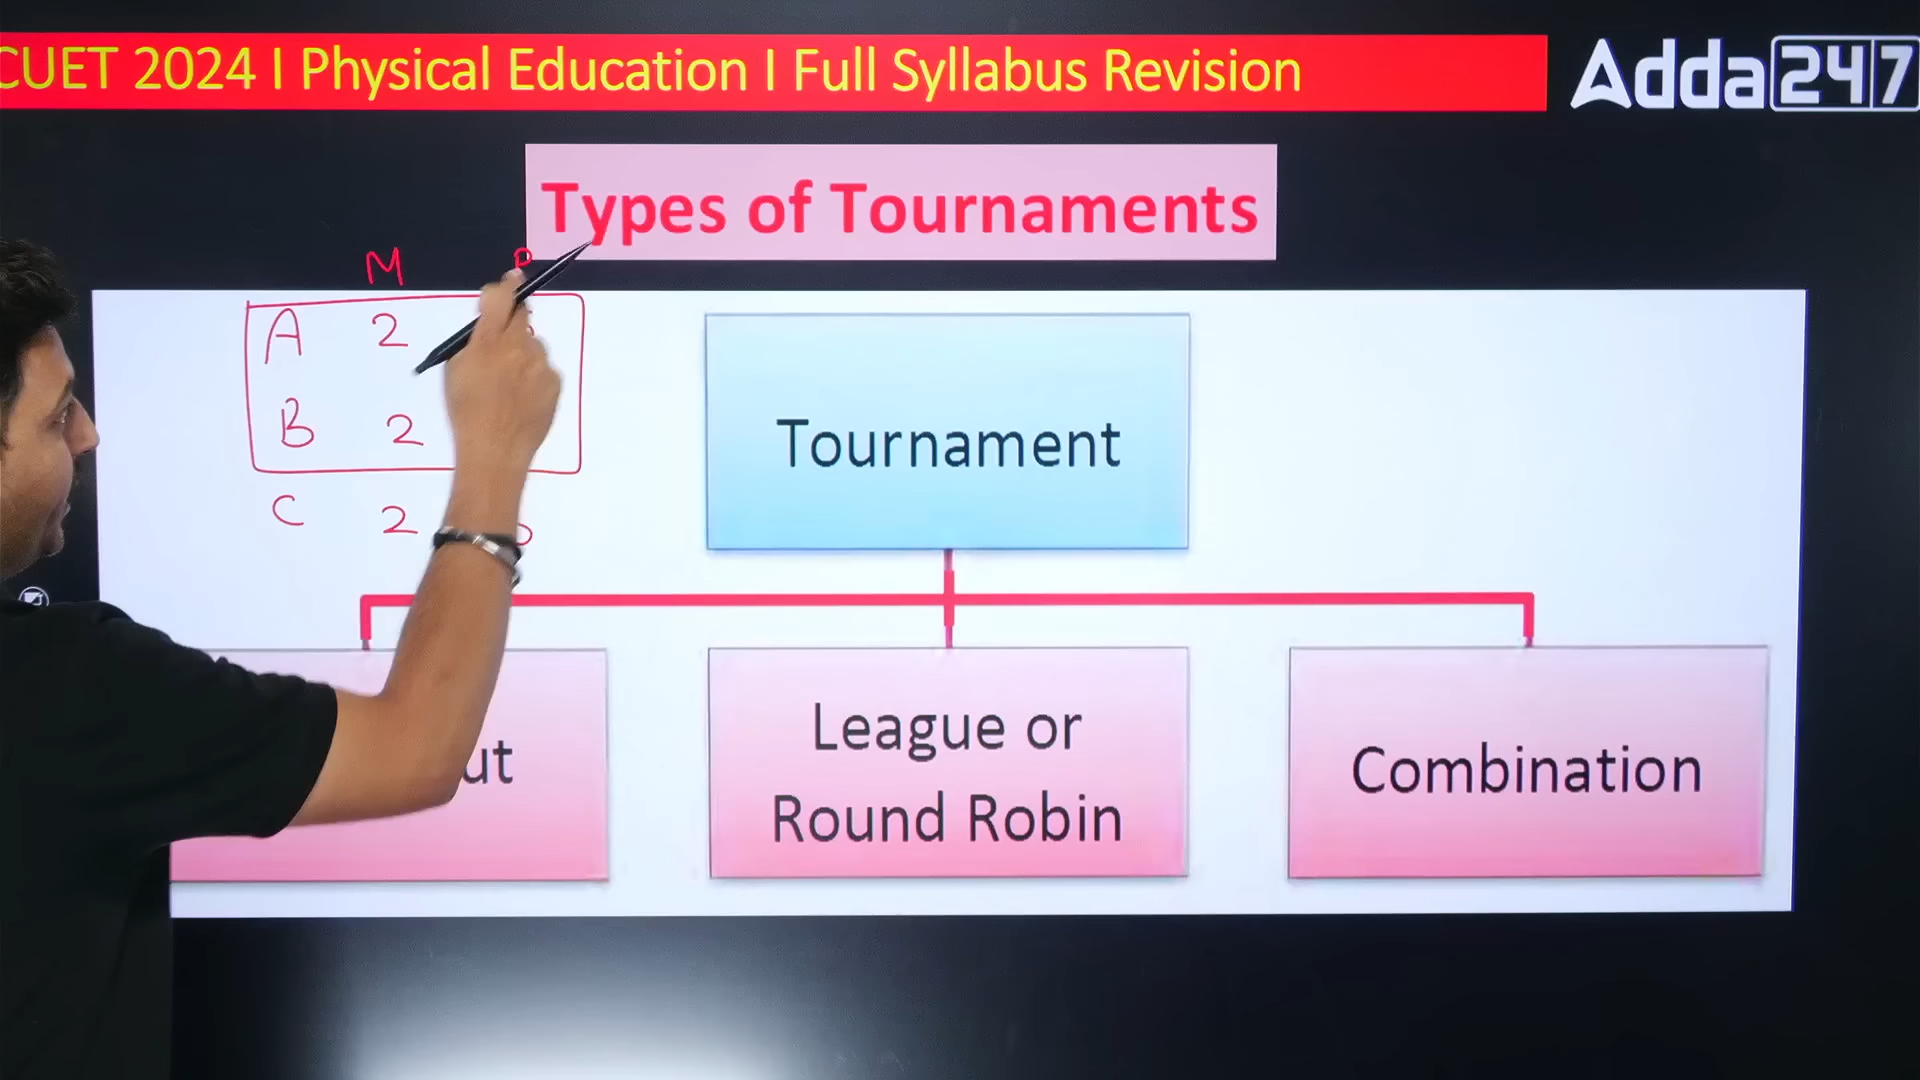 CUET 2024 I Physical Education I Full Syllabus Revision
Adda247
Types of Tournaments
M P
A 2
B 2
C 2
Tournament
ut
League or
Round Robin
Combination